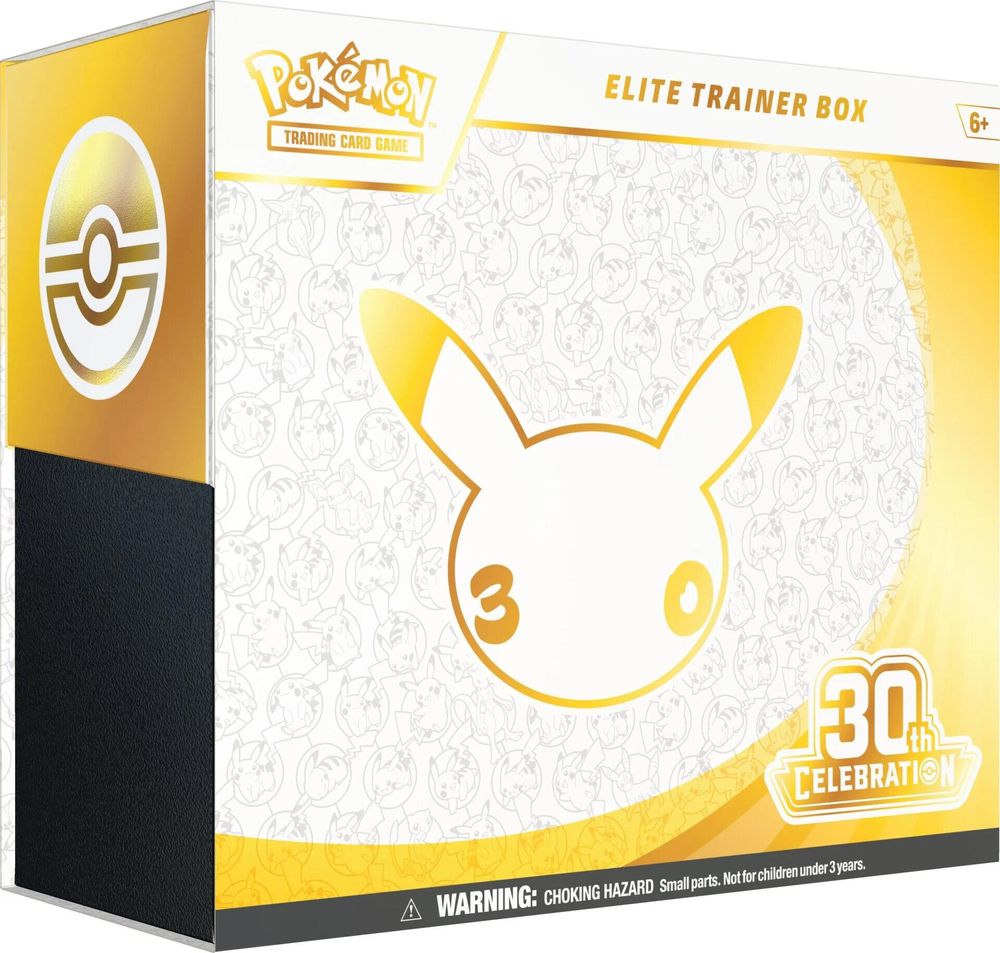 POKéMON
TRADING CARD GAME
ELITE TRAINER BOX
6+
3 0
30th
CELEBRATION
WARNING: CHOKING HAZARD Small parts. Not for children under 3 years.